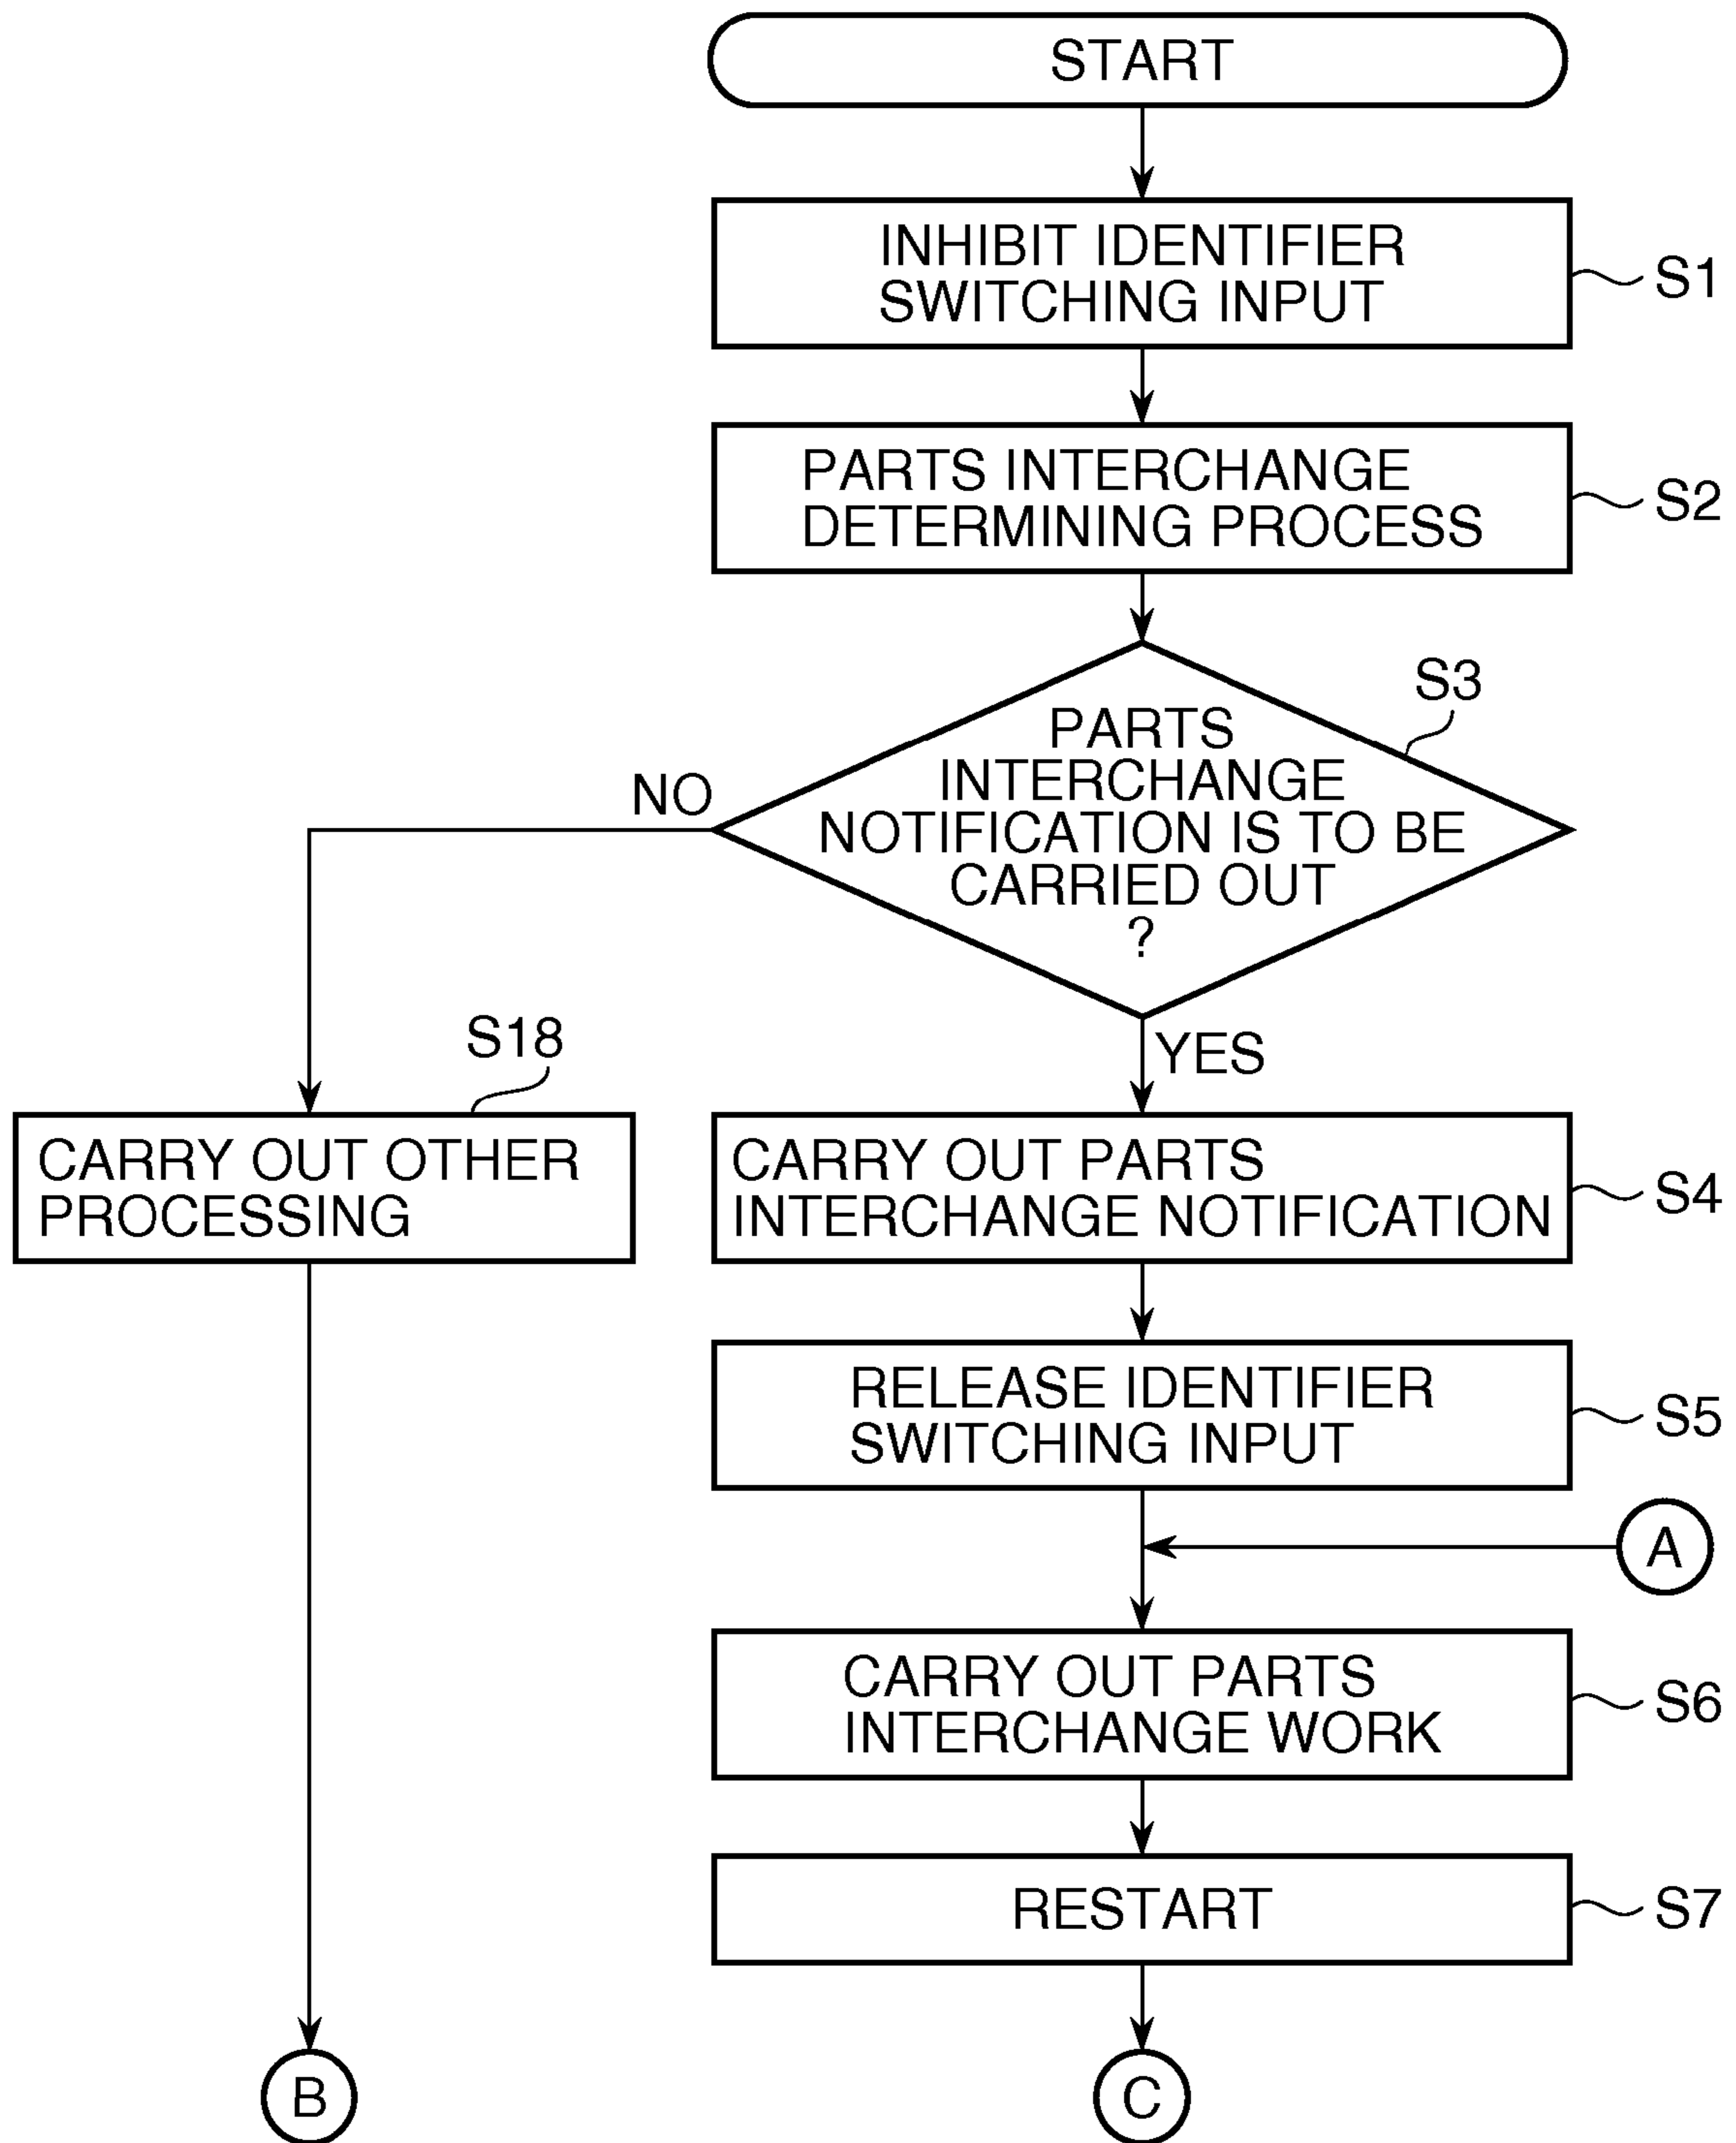 START
INHIBIT IDENTIFIER
SWITCHING INPUT
S1
PARTS INTERCHANGE
DETERMINING PROCESS
S2
S3
PARTS
INTERCHANGE
NOTIFICATION IS TO BE
CARRIED OUT
?
NO
YES
S18
CARRY OUT OTHER
PROCESSING
CARRY OUT PARTS
INTERCHANGE NOTIFICATION
S4
RELEASE IDENTIFIER
SWITCHING INPUT
S5
A
CARRY OUT PARTS
INTERCHANGE WORK
S6
RESTART
S7
B
C